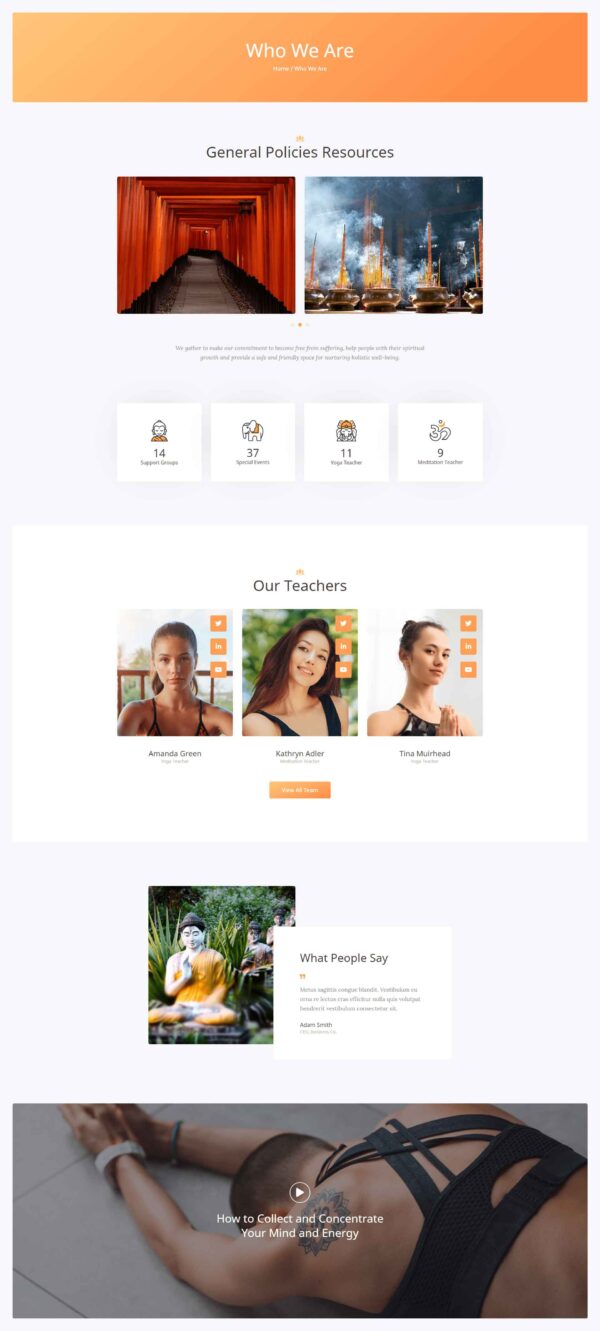 Who We Are
Home / Who We Are
General Policies Resources
We gather to make our commitment to become free from suffering, help people with their spiritual
growth and provide a safe and friendly space for nurturing holistic well-being.
14
Support Groups
37
Special Events
11
Yoga Teacher
9
Meditation Teacher
Our Teachers
Amanda Green
Yoga Teacher
Kathryn Adler
Meditation Teacher
Tina Muirhead
Yoga Teacher
View All Team
What People Say
Metus sagittis congue blandit. Vestibulum eu
urna re lectus cras efficitur nulla quis volutpat
hendrerit vestibulum consectetur sit.
Adam Smith
How to Collect and Concentrate
Your Mind and Energy